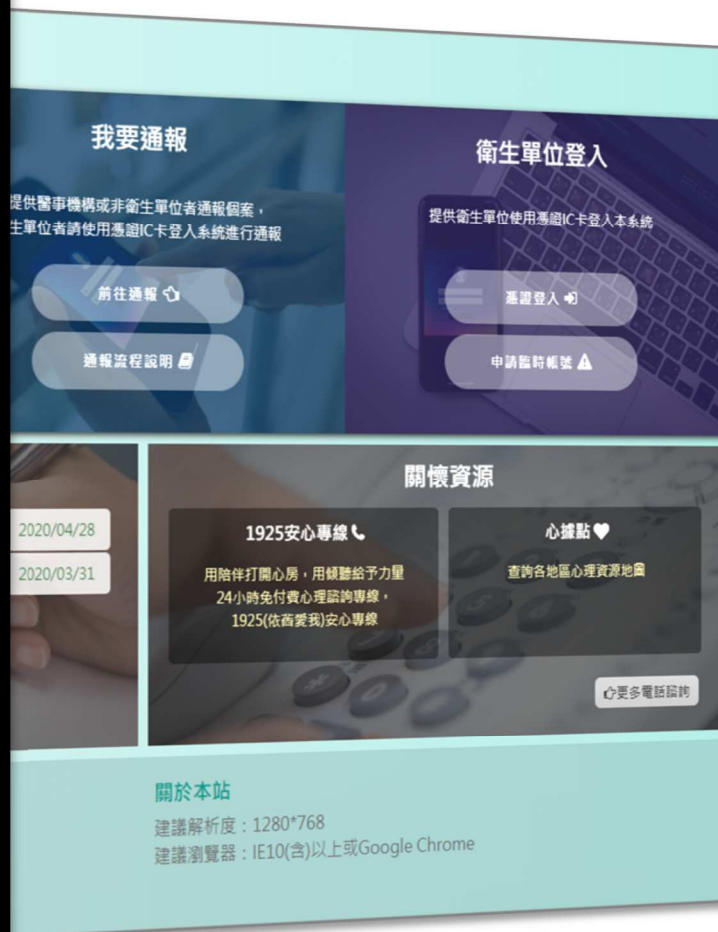 我要通報
提供醫事機構或非衛生單位者通報個案，
生單位者請使用憑證IC卡登入系統進行通報
前往通報
通報流程說明
衛生單位登入
提供衛生單位使用憑證IC卡登入本系統
憑證登入
申請臨時帳號
2020/04/28
2020/03/31
關懷資源
1925安心專線
用陪伴打開心房，用傾聽給予力量
24小時免付費心理諮詢專線，
1925(依舊愛我)安心專線
心據點
查詢各地區心理資源地圖
更多電話諮詢
關於本站
建議解析度：1280*768
建議瀏覽器：IE10(含)以上或Google Chrome